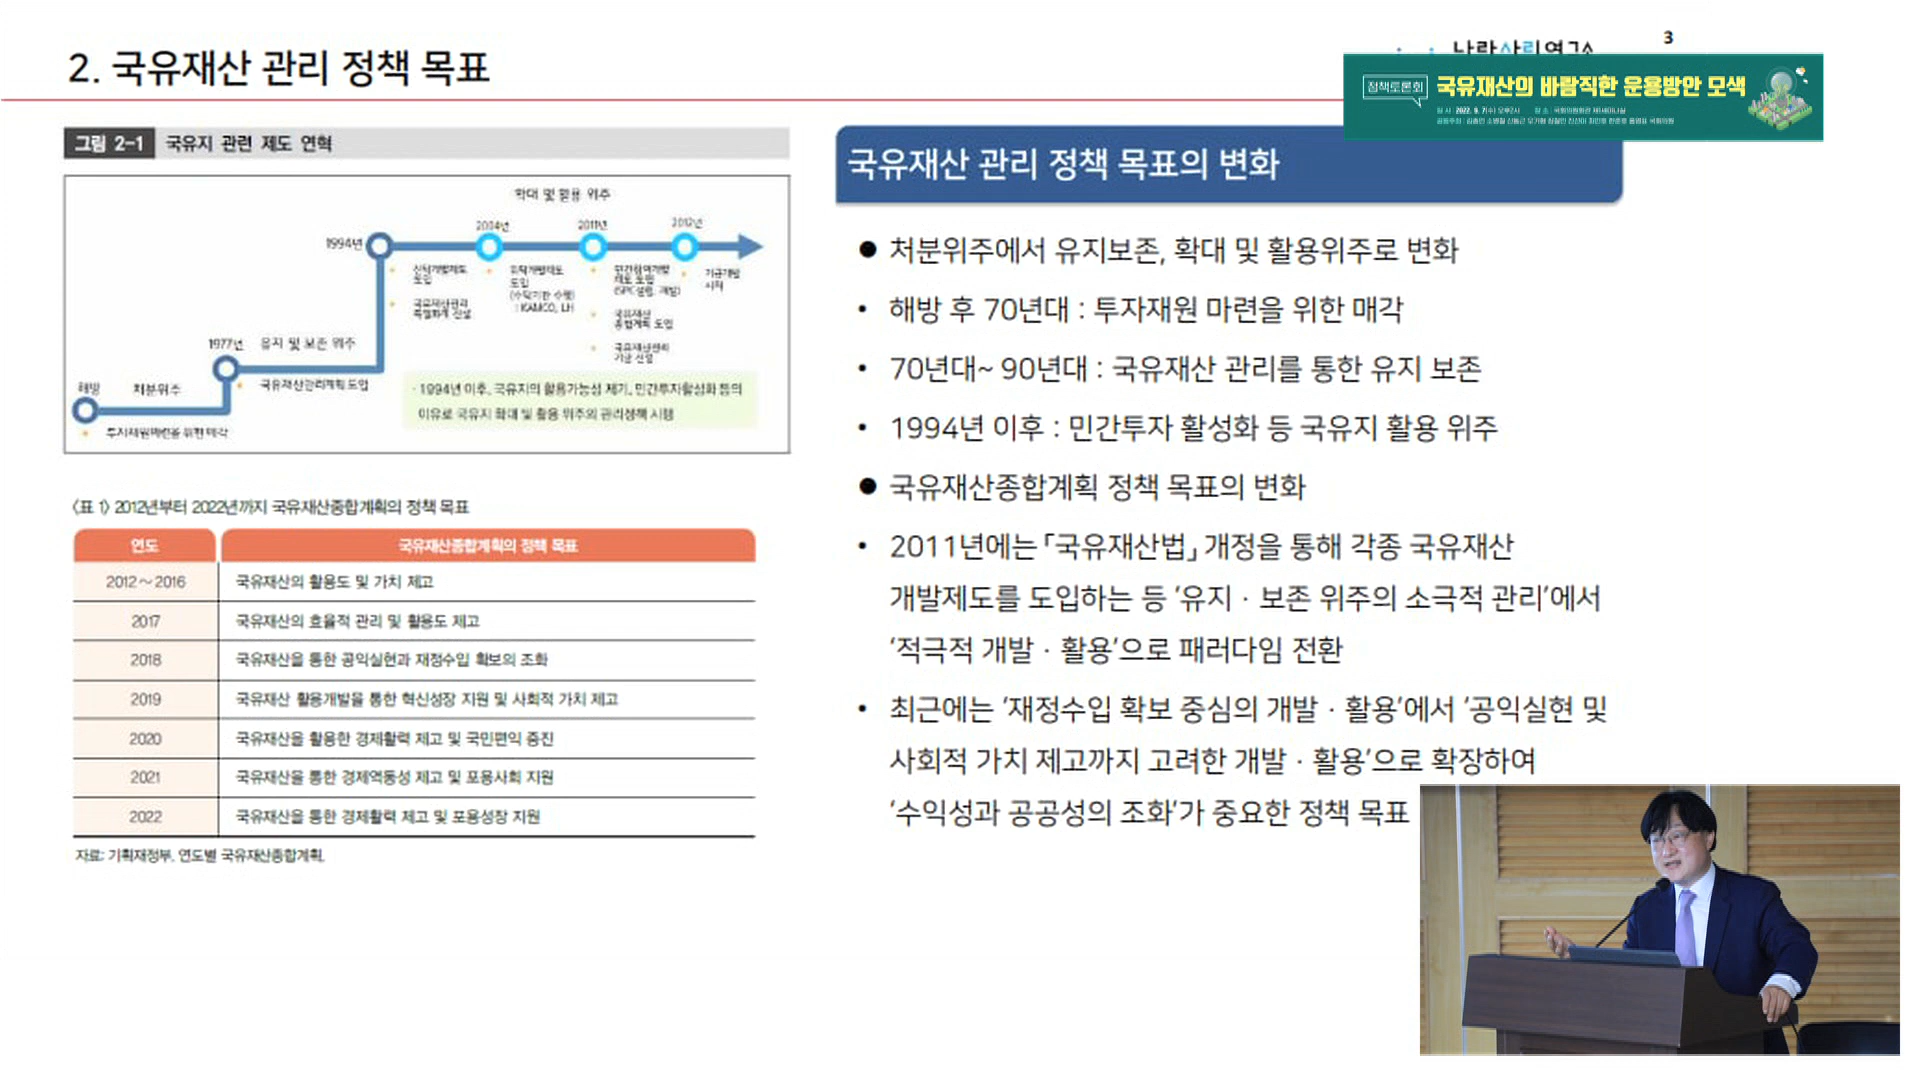 2. 국유재산 관리 정책 목표
3
정책토론회
국유재산의 바람직한 운용방안 모색
일 시 : 2022. 9. 7(수) 오후2시 장 소 : 국회의원회관 제1세미나실
그림 2-1 국유지 관련 제도 연혁
확대 및 활용 위주
1994년
2004년
2011년
2012년
신탁개발제도
도입
국유재산관리
특별회계 신설
위탁개발제도
도입
(수탁기관 수행)
: KAMCO, LH
민간참여개발
제도 도입
(SPC설립, 개발)
국유재산
종합계획 도입
국유재산관리
기금 신설
기금개발
시작
1977년
유지 및 보존 위주
국유재산관리계획 도입
해방
처분위주
투자재원마련을 위한 매각
· 1994년 이후, 국유지의 활용가능성 제기, 민간투자활성화 등의
이유로 국유지 확대 및 활용 위주의 관리정책 시행
〈표 1〉 2012년부터 2022년까지 국유재산종합계획의 정책 목표
연도 국유재산종합계획의 정책 목표
2012～2016 국유재산의 활용도 및 가치 제고
2017 국유재산의 효율적 관리 및 활용도 제고
2018 국유재산을 통한 공익실현과 재정수입 확보의 조화
2019 국유재산 활용개발을 통한 혁신성장 지원 및 사회적 가치 제고
2020 국유재산을 활용한 경제활력 제고 및 국민편익 증진
2021 국유재산을 통한 경제역동성 제고 및 포용사회 지원
2022 국유재산을 통한 경제활력 제고 및 포용성장 지원
자료: 기획재정부. 연도별 국유재산종합계획.
국유재산 관리 정책 목표의 변화
● 처분위주에서 유지보존, 확대 및 활용위주로 변화
• 해방 후 70년대 : 투자재원 마련을 위한 매각
• 70년대~ 90년대 : 국유재산 관리를 통한 유지 보존
• 1994년 이후 : 민간투자 활성화 등 국유지 활용 위주
● 국유재산종합계획 정책 목표의 변화
• 2011년에는「국유재산법」개정을 통해 각종 국유재산
개발제도를 도입하는 등 ‘유지 · 보존 위주의 소극적 관리’에서
‘적극적 개발 · 활용’으로 패러다임 전환
• 최근에는 ‘재정수입 확보 중심의 개발 · 활용’에서 ‘공익실현 및
사회적 가치 제고까지 고려한 개발 · 활용’으로 확장하여
‘수익성과 공공성의 조화’가 중요한 정책 목표